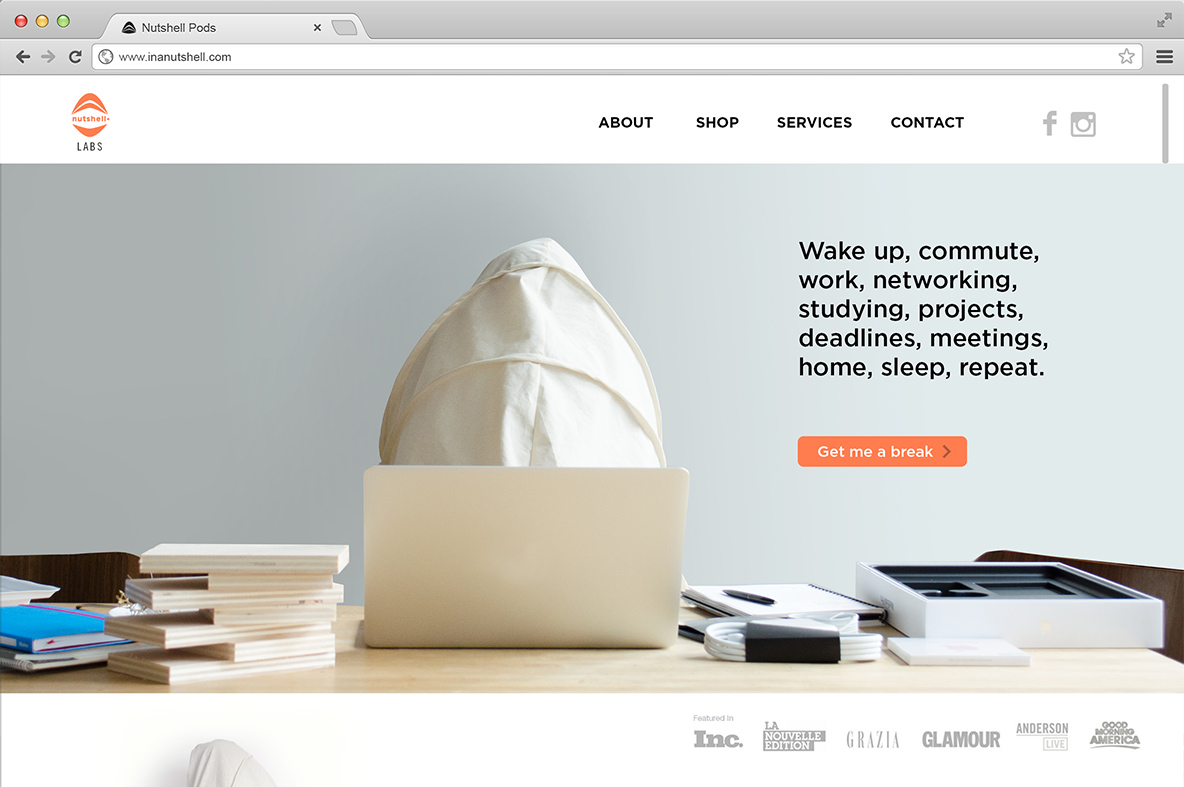 Nutshell Pods
www.inanutshell.com
nutshell
LABS
ABOUT SHOP SERVICES CONTACT
Wake up, commute,
work, networking,
studying, projects,
deadlines, meetings,
home, sleep, repeat.
Get me a break
Featured in
Inc.
LA
NOUVELLE
EDITION
GRAZIA
GLAMOUR
ANDERSON
LIVE
GOOD
MORNING
AMERICA